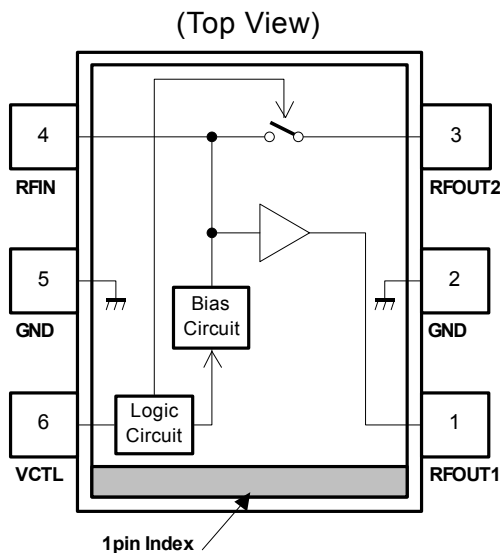 (Top View)
4
RFIN
3
RFOUT2
5
GND
2
GND
Bias
Circuit
6
VCTL
Logic
Circuit
1
RFOUT1
1pin Index